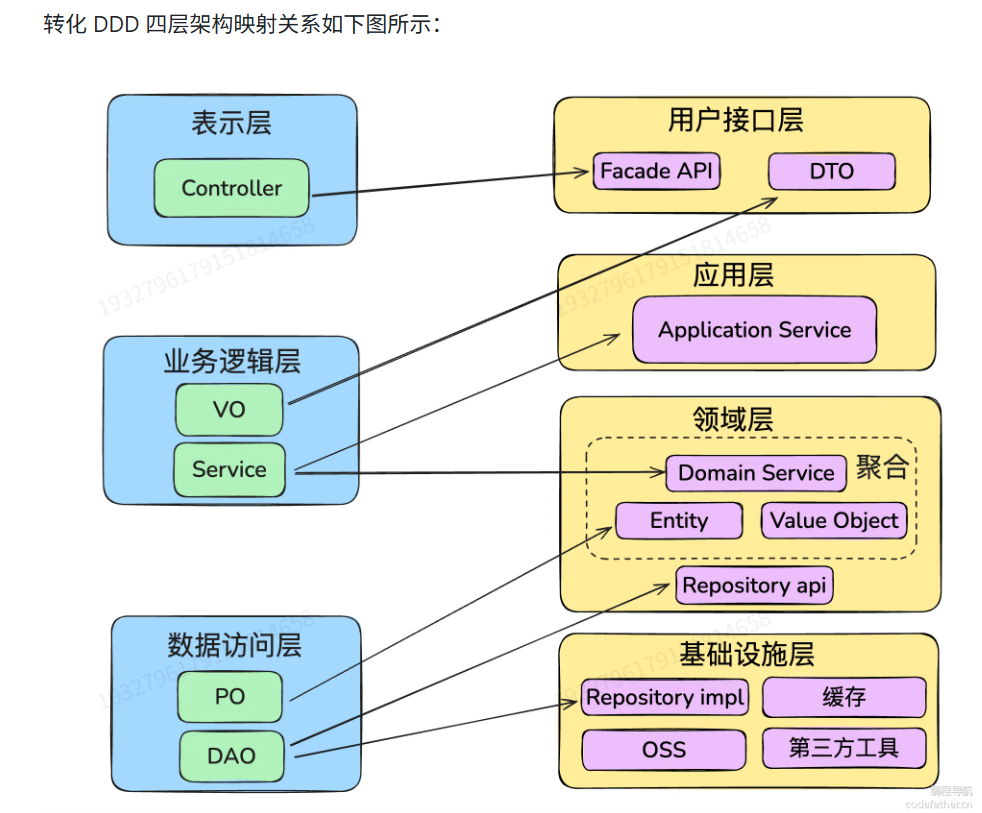 转化 DDD 四层架构映射关系如下图所示：
表示层
Controller
用户接口层
Facade API
DTO
1932796179151814658
1932796179151814658
应用层
Application Service
业务逻辑层
VO
Service
领域层
聚合
Domain Service
Entity
Value Object
Repository api
1932796179151814658
1932796179151814658
数据访问层
PO
DAO
基础设施层
Repository impl
缓存
OSS
第三方工具
编程导航
codefather.cn